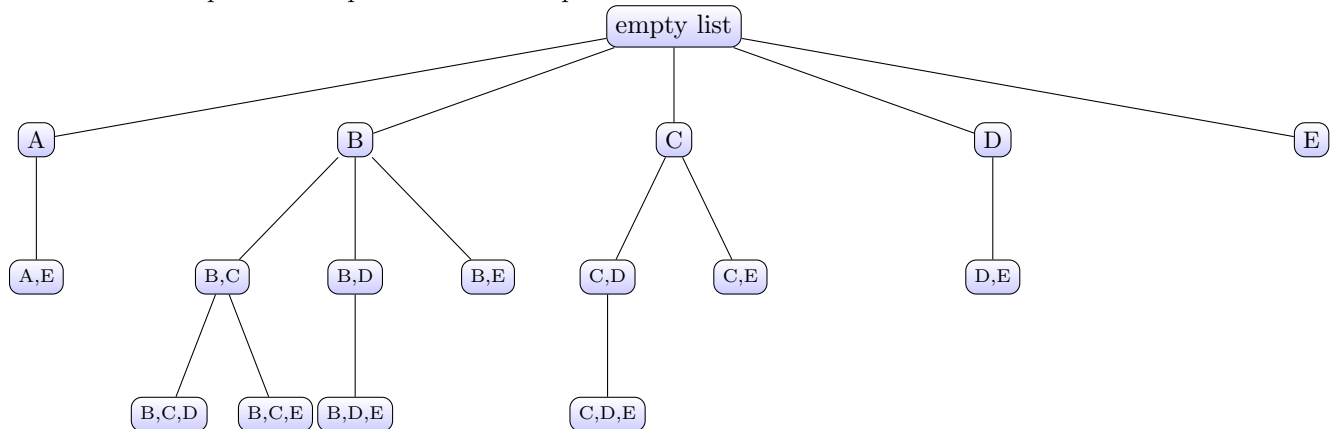 empty list
A B C D E
A,E B,C B,D B,E C,D C,E D,E
B,C,D B,C,E B,D,E C,D,E